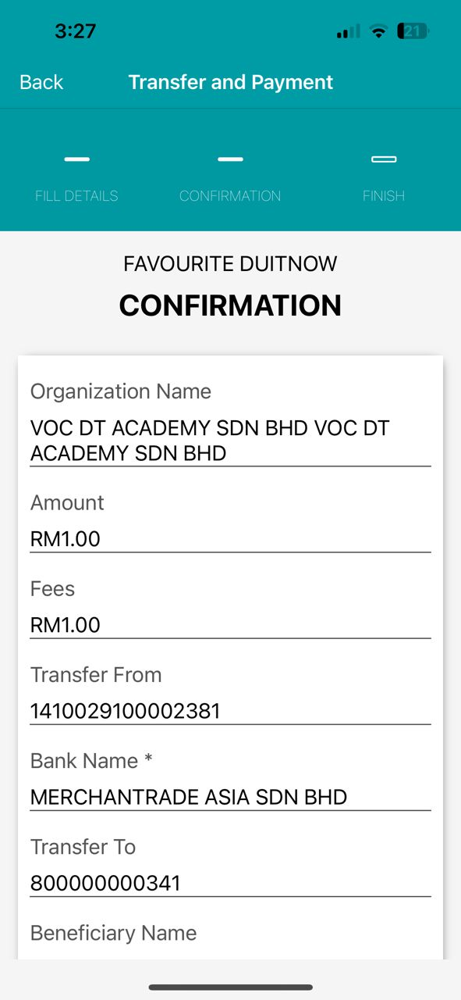 3:27
21
Back
Transfer and Payment
FILL DETAILS
CONFIRMATION
FINISH
FAVOURITE DUITNOW
CONFIRMATION
Organization Name
VOC DT ACADEMY SDN BHD VOC DT
ACADEMY SDN BHD
Amount
RM1.00
Fees
RM1.00
Transfer From
1410029100002381
Bank Name *
MERCHANTRADE ASIA SDN BHD
Transfer To
800000000341
Beneficiary Name